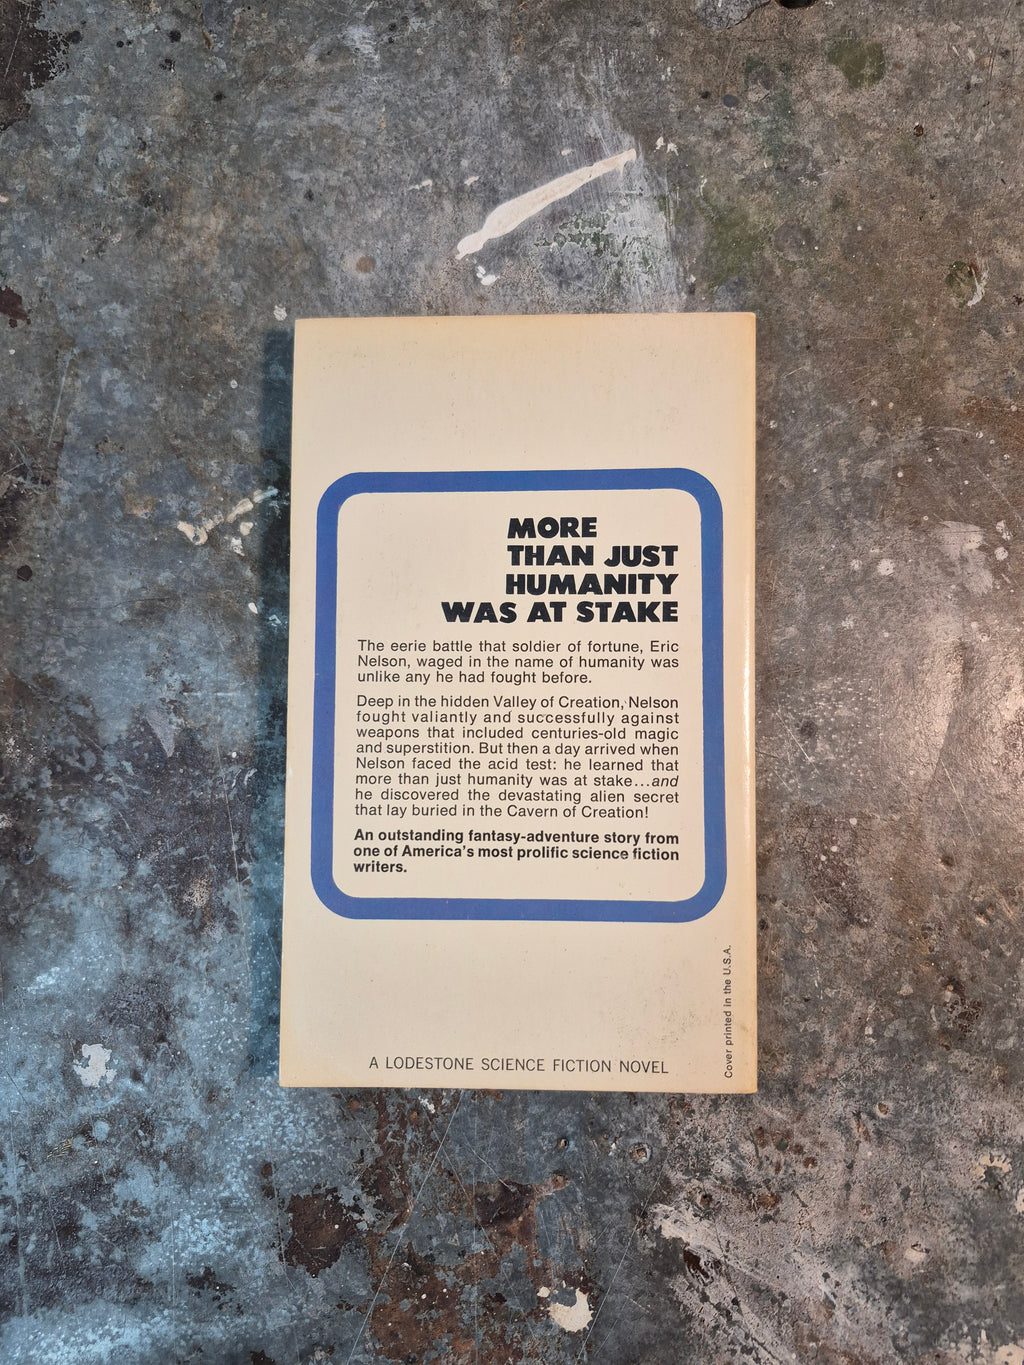 MORE
THAN JUST
HUMANITY
WAS AT STAKE
The eerie battle that soldier of fortune, Eric
Nelson, waged in the name of humanity was
unlike any he had fought before.
Deep in the hidden Valley of Creation, Nelson
fought valiantly and successfully against
weapons that included centuries-old magic
and superstition. But then a day arrived when
Nelson faced the acid test: he learned that
more than just humanity was at stake...and
he discovered the devastating alien secret
that lay buried in the Cavern of Creation!
An outstanding fantasy-adventure story from
one of America's most prolific science fiction
writers.
A LODESTONE SCIENCE FICTION NOVEL
Cover printed in the U.S.A.